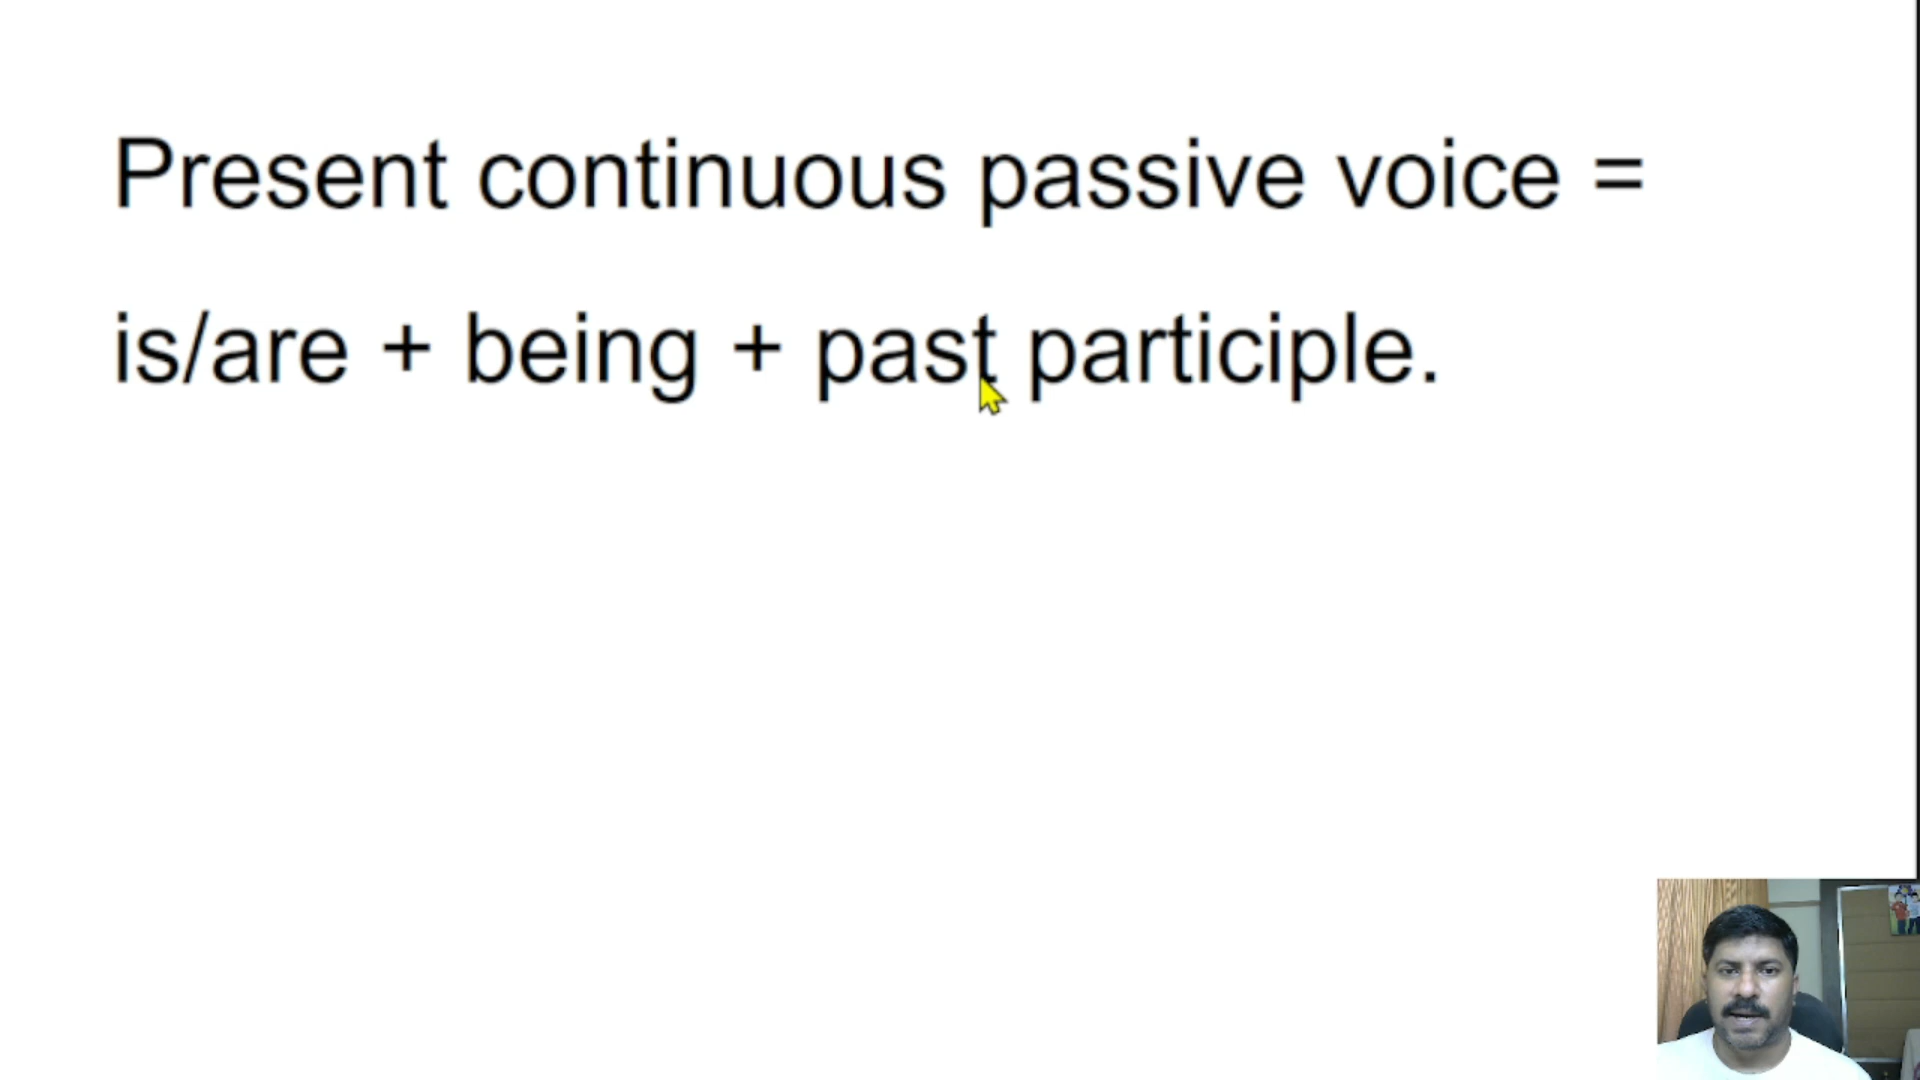 Present continuous passive voice =
is/are + being + past participle.